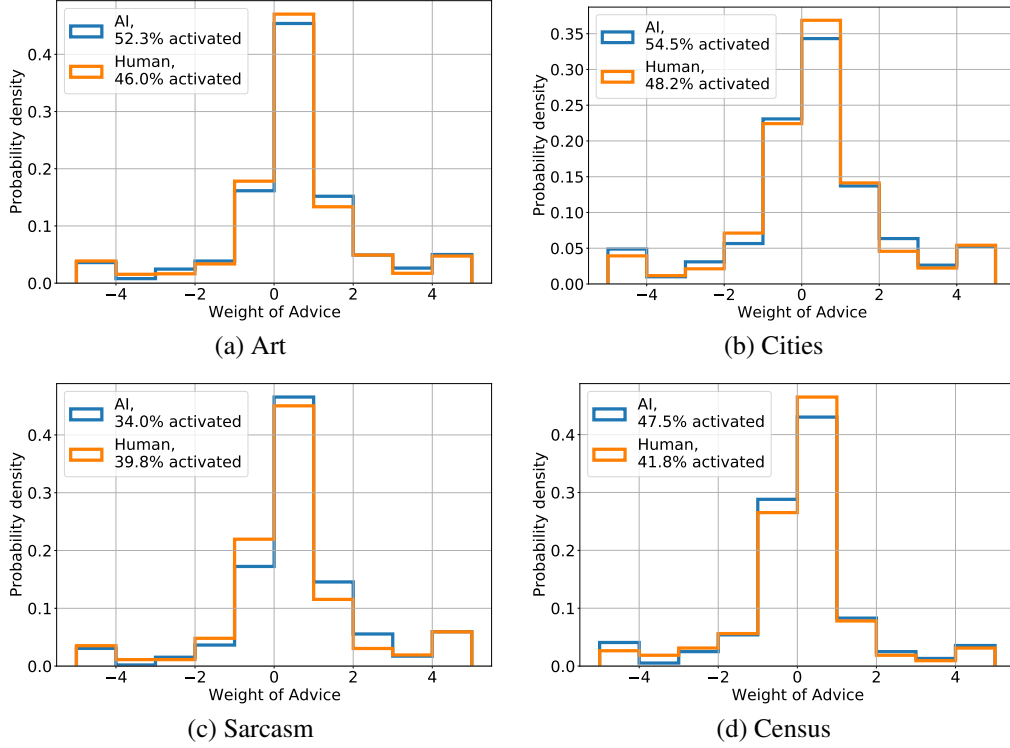 AI,
52.3% activated
Human,
46.0% activated
Probability density
0.4
0.3
0.2
0.1
0.0
−4
−2
0
2
4
Weight of Advice
(a) Art
AI,
54.5% activated
Human,
48.2% activated
Probability density
0.35
0.30
0.25
0.20
0.15
0.10
0.05
0.00
−4
−2
0
2
4
Weight of Advice
(b) Cities
AI,
34.0% activated
Human,
39.8% activated
Probability density
0.4
0.3
0.2
0.1
0.0
−4
−2
0
2
4
Weight of Advice
(c) Sarcasm
AI,
47.5% activated
Human,
41.8% activated
Probability density
0.4
0.3
0.2
0.1
0.0
−4
−2
0
2
4
Weight of Advice
(d) Census